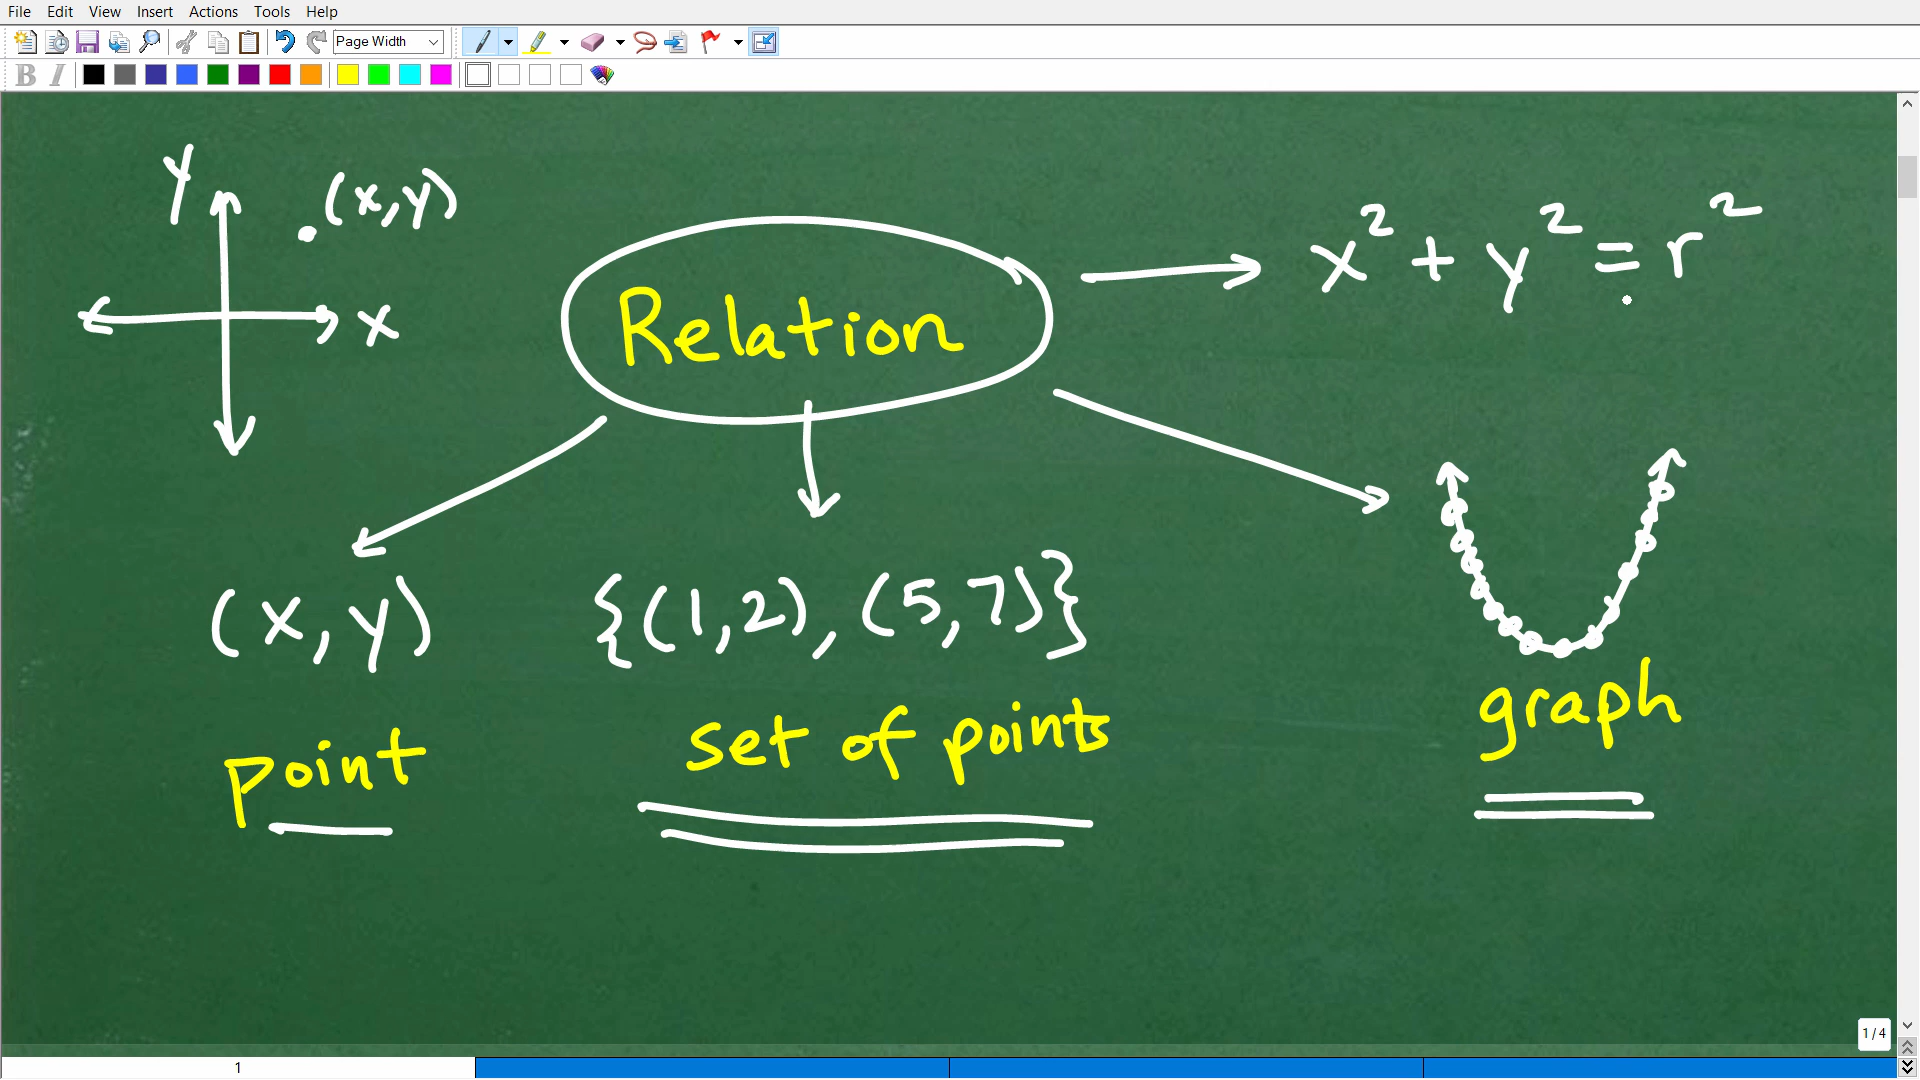 File Edit View Insert Actions Tools Help
Page Width
B I
Y
(x,y)
x
Relation
x² + y² = r²
(x, y)
{(1,2), (5,7)}
point
set of points
graph
1 / 4
1